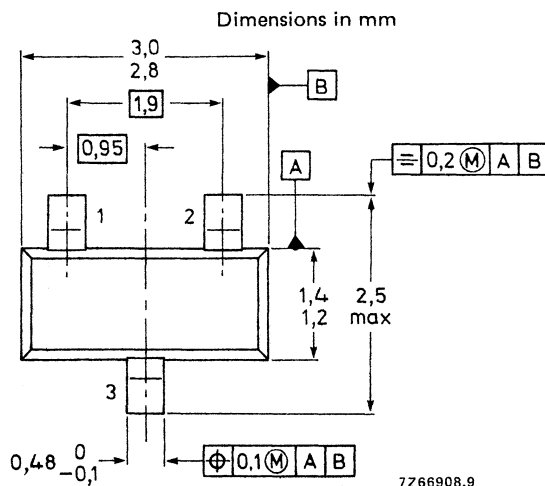 Dimensions in mm
3,0
2,8
B
1,9
0,95
A
⌯ 0,2 Ⓜ A B
1
2
1,4
1,2
2,5
max
3
0,48 0
-0,1
⌖ 0,1 Ⓜ A B
7Z66908.9